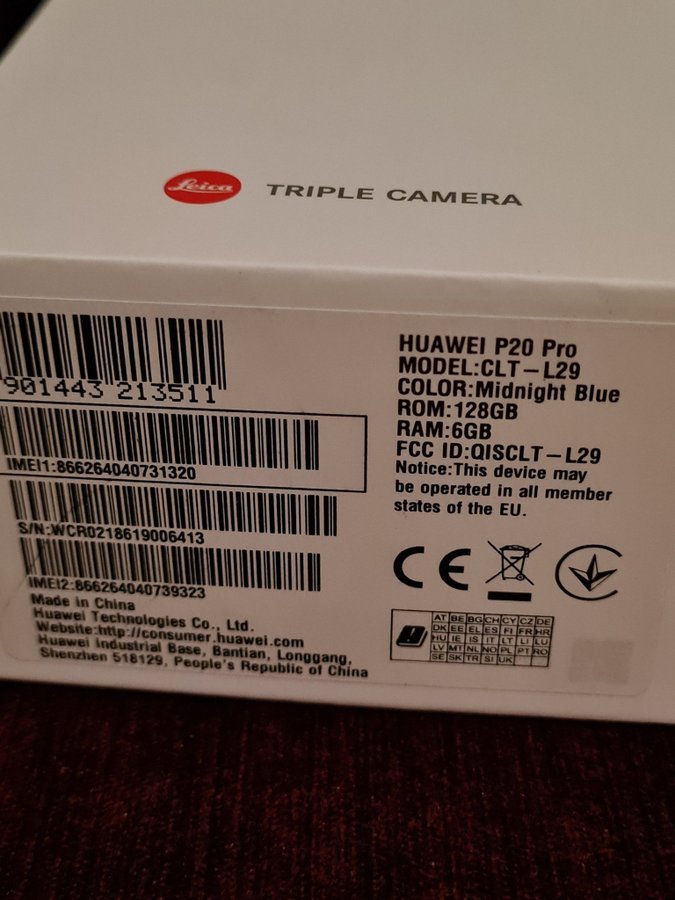 Leica TRIPLE CAMERA
901443 213511
IMEI1:866264040731320
S/N:WCR0218619006413
IMEI2:866264040739323
Made in China
Huawei Technologies Co., Ltd.
Website:http://consumer.huawei.com
Huawei Industrial Base, Bantian, Longgang,
Shenzhen 518129, People's Republic of China
HUAWEI P20 Pro
MODEL:CLT-L29
COLOR:Midnight Blue
ROM:128GB
RAM:6GB
FCC ID:QISCLT-L29
Notice:This device may
be operated in all member
states of the EU.
CE
AT BE BG CH CY CZ DE
DK EE EL ES FI FR HR
HU IE IS IT LT LI LU
LV MT NL NO PL PT RO
SE SK TR SI UK